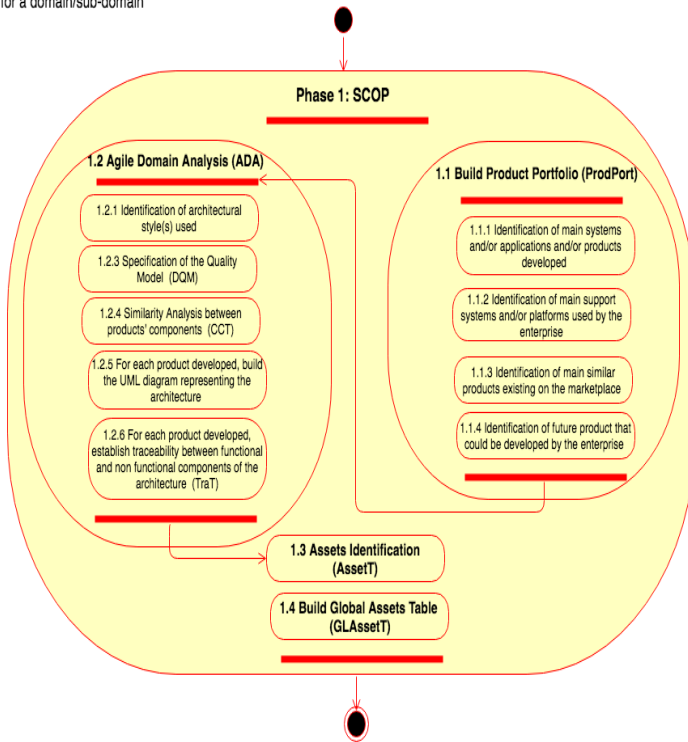 for a domain/sub-domain
Phase 1: SCOP
1.2 Agile Domain Analysis (ADA)
1.2.1 Identification of architectural
style(s) used
1.2.3 Specification of the Quality
Model (DQM)
1.2.4 Similarity Analysis between
products' components (CCT)
1.2.5 For each product developed, build
the UML diagram representing the
architecture
1.2.6 For each product developed,
establish traceability between functional
and non functional components of the
architecture (TraT)
1.1 Build Product Portfolio (ProdPort)
1.1.1 Identification of main systems
and/or applications and/or products
developed
1.1.2 Identification of main support
systems and/or platforms used by the
enterprise
1.1.3 Identification of main similar
products existing on the marketplace
1.1.4 Identification of future product that
could be developed by the enterprise
1.3 Assets Identification
(AssetT)
1.4 Build Global Assets Table
(GLAssetT)